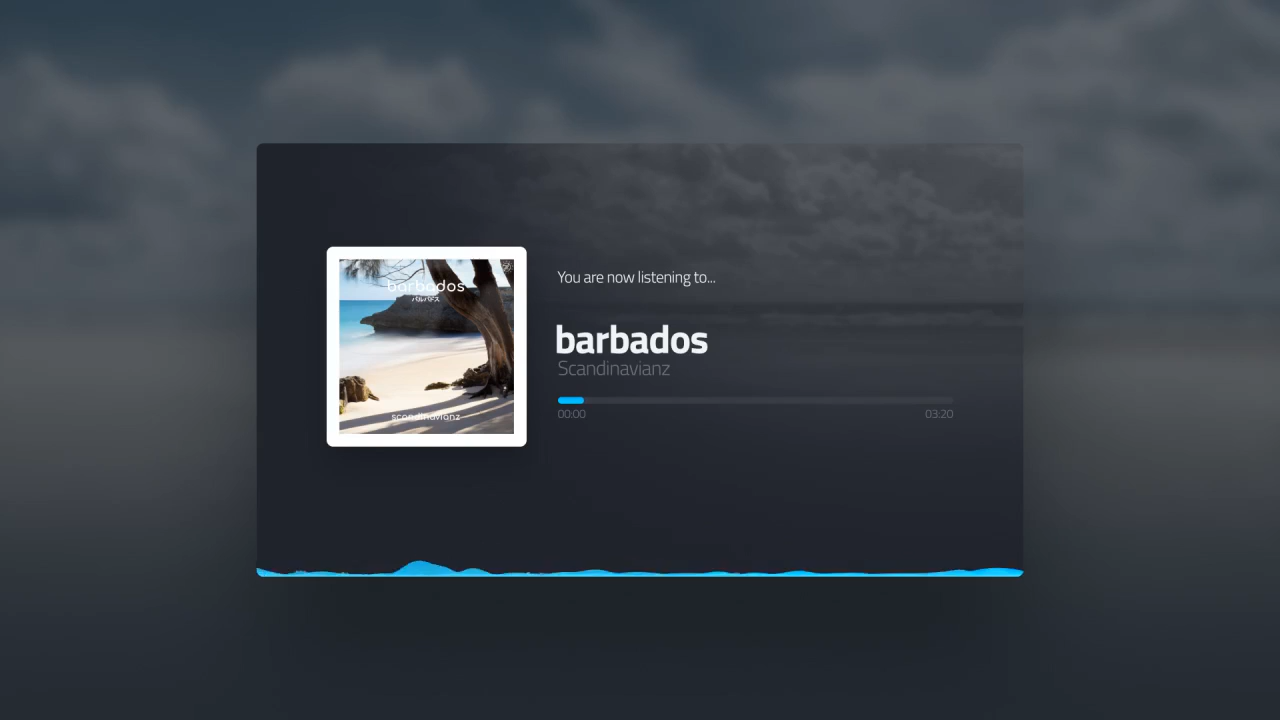 barbados
バルバドス
scandinavianz
You are now listening to...
barbados
Scandinavianz
00:00
03:20